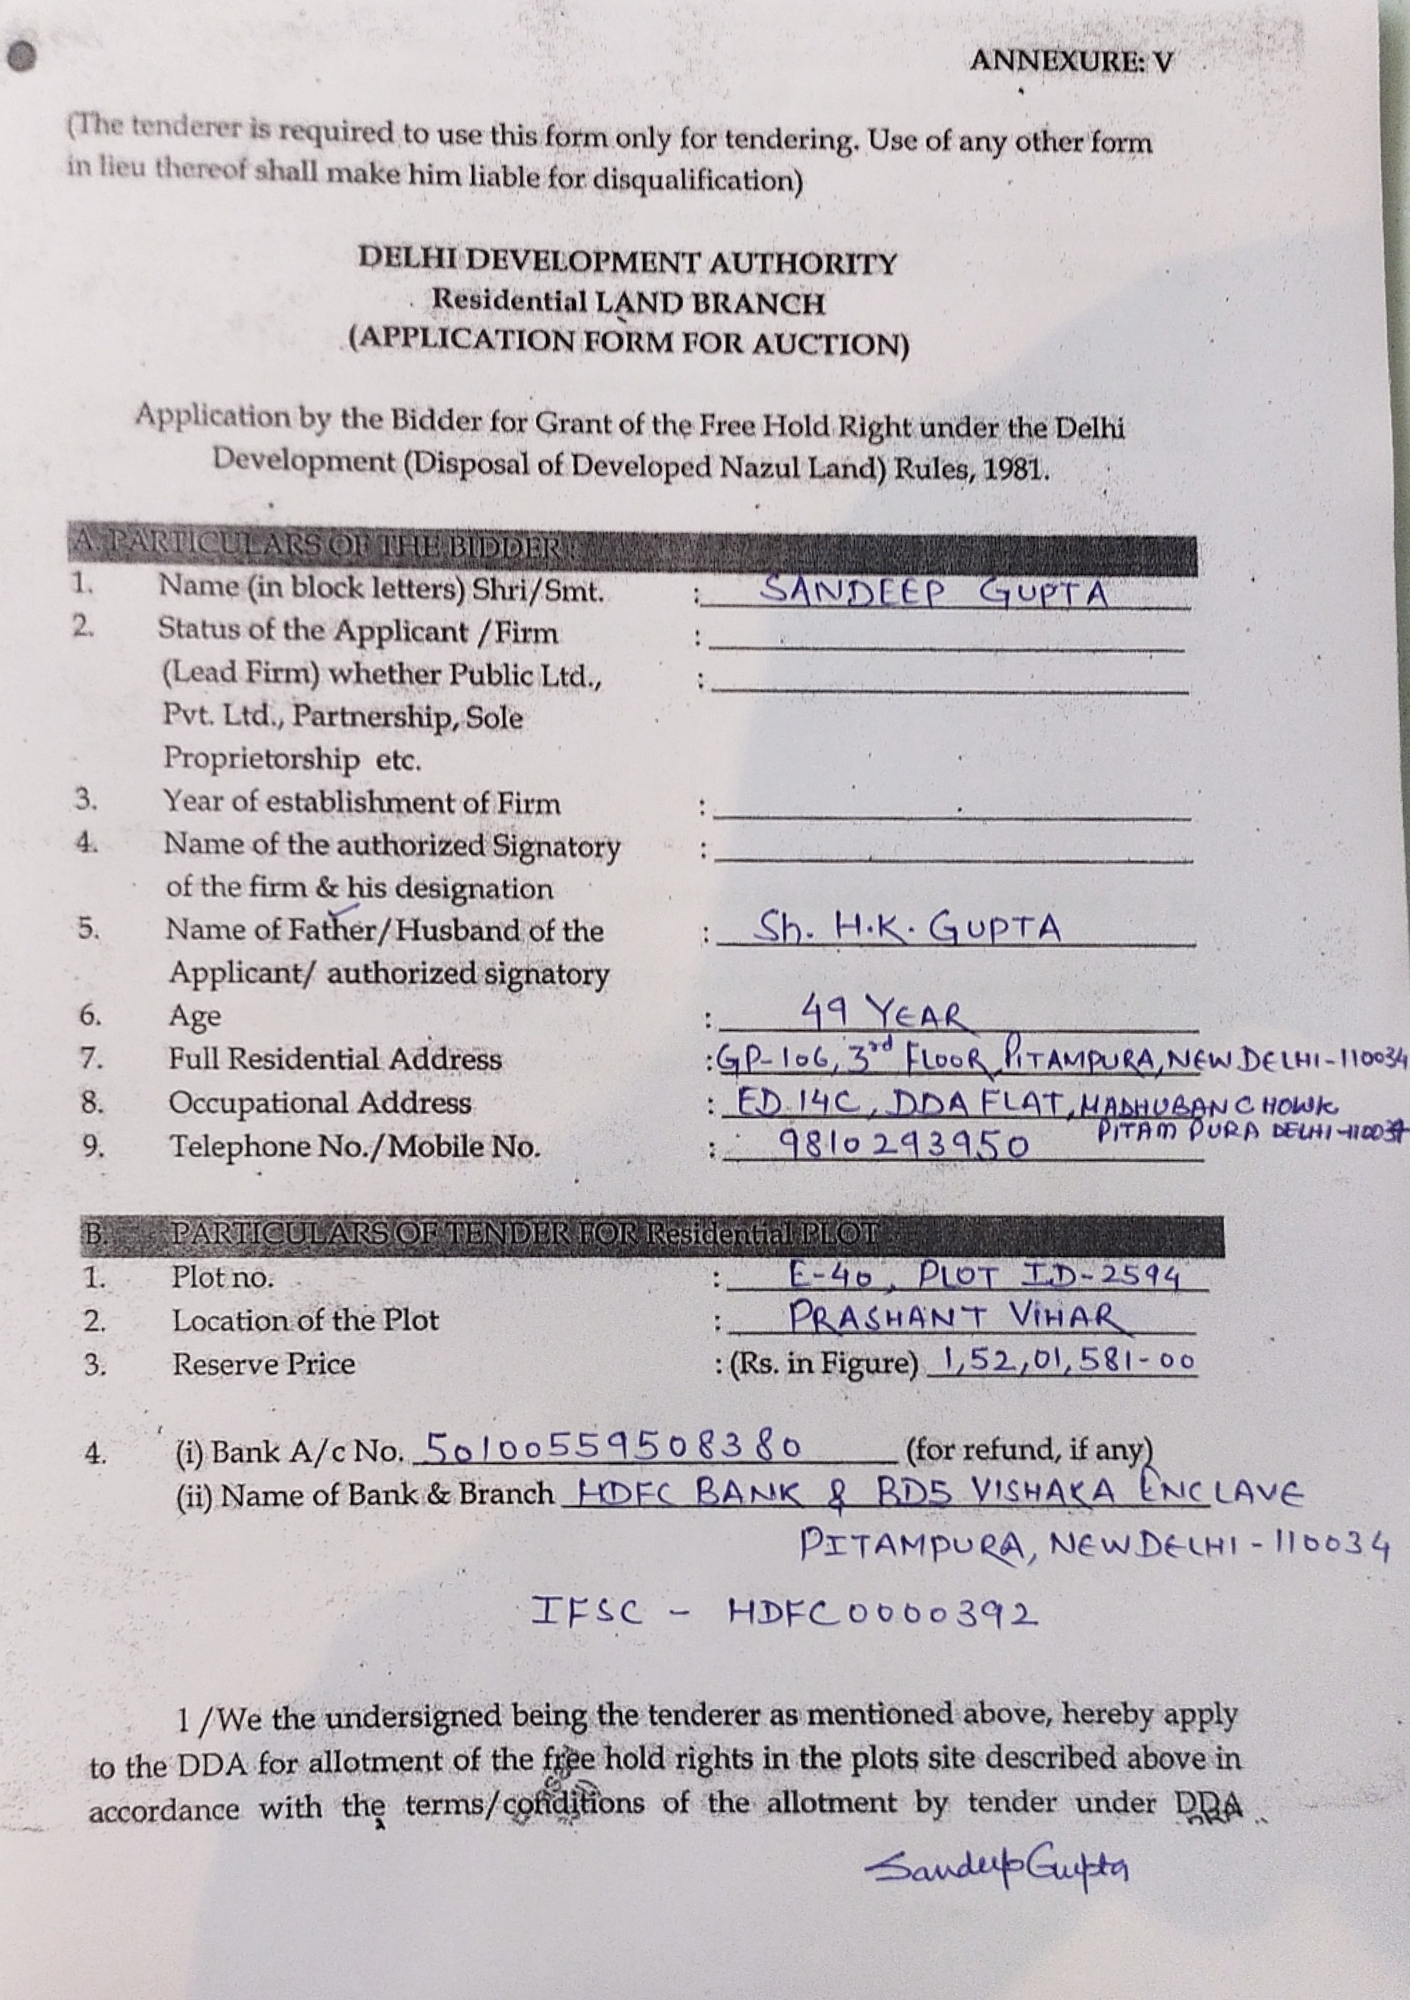 ANNEXURE: V
(The tenderer is required to use this form only for tendering. Use of any other form
in lieu thereof shall make him liable for disqualification)
DELHI DEVELOPMENT AUTHORITY
Residential LAND BRANCH
(APPLICATION FORM FOR AUCTION)
Application by the Bidder for Grant of the Free Hold Right under the Delhi
Development (Disposal of Developed Nazul Land) Rules, 1981.
A. PARTICULARS OF THE BIDDER:
1. Name (in block letters) Shri/Smt. : SANDEEP GUPTA
2. Status of the Applicant /Firm :
(Lead Firm) whether Public Ltd., :
Pvt. Ltd., Partnership, Sole
Proprietorship etc.
3. Year of establishment of Firm :
4. Name of the authorized Signatory :
of the firm & his designation
5. Name of Father/Husband of the : Sh. H.K. GUPTA
Applicant/ authorized signatory
6. Age : 49 YEAR
7. Full Residential Address : GP-106, 3rd FLOOR, PITAMPURA, NEW DELHI-110034
8. Occupational Address : ED 14C, DDA FLAT, MADHUBAN CHOWK
PITAM PURA DELHI-110034
9. Telephone No./Mobile No. : 9810293950
B. PARTICULARS OF TENDER FOR Residential PLOT
1. Plot no. : E-40, PLOT ID-2594
2. Location of the Plot : PRASHANT VIHAR
3. Reserve Price : (Rs. in Figure) 1,52,01,581-00
4. (i) Bank A/c No. 50100559508380 (for refund, if any)
(ii) Name of Bank & Branch HDFC BANK & BD5 VISHAKA ENCLAVE
PITAMPURA, NEW DELHI - 110034
IFSC - HDFC0000392
1/We the undersigned being the tenderer as mentioned above, hereby apply
to the DDA for allotment of the free hold rights in the plots site described above in
accordance with the terms/conditions of the allotment by tender under DDA
Sandeep Gupta